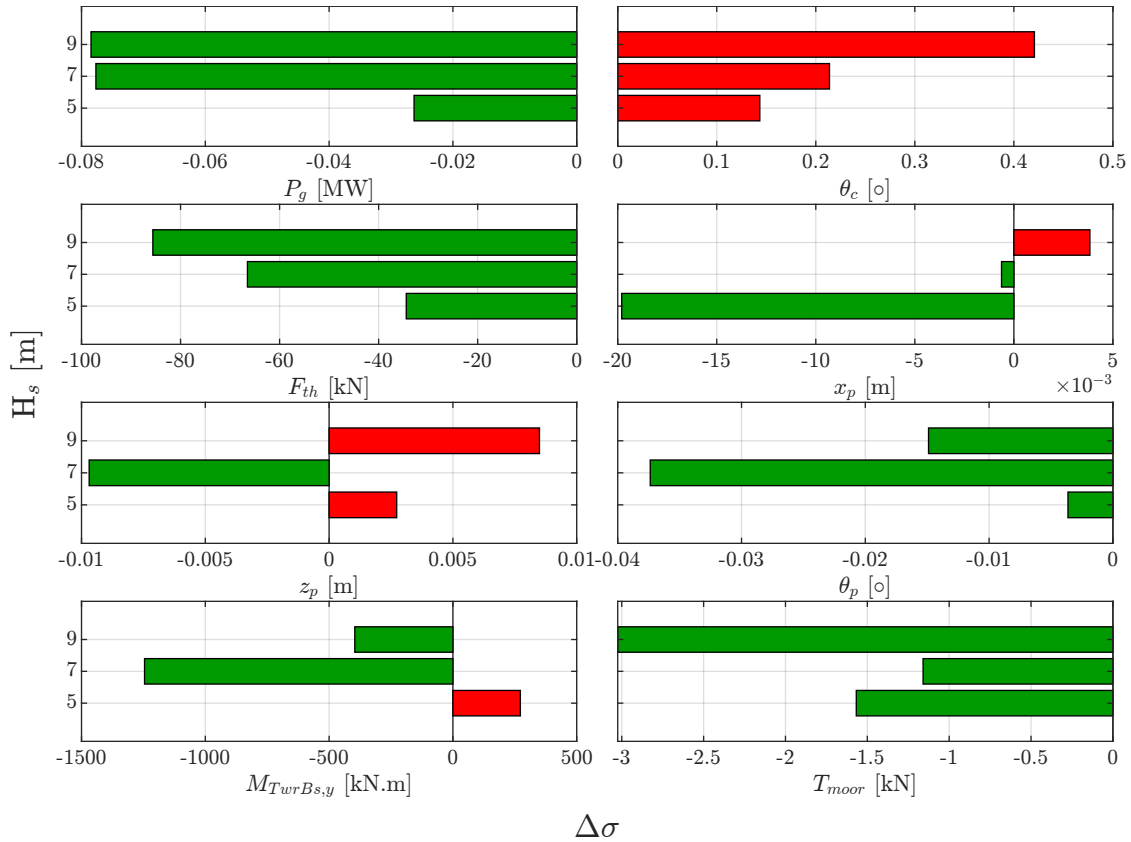 9
7
5
-0.08 -0.06 -0.04 -0.02 0
P_g [MW]
0 0.1 0.2 0.3 0.4 0.5
θ_c [∘]
9
7
5
-100 -80 -60 -40 -20 0
F_th [kN]
-20 -15 -10 -5 0 5
x_p [m] ×10^-3
H_s [m]
9
7
5
-0.01 -0.005 0 0.005 0.01
z_p [m]
-0.04 -0.03 -0.02 -0.01 0
θ_p [∘]
9
7
5
-1500 -1000 -500 0 500
M_TwrBs,y [kN.m]
-3 -2.5 -2 -1.5 -1 -0.5 0
T_moor [kN]
Δσ